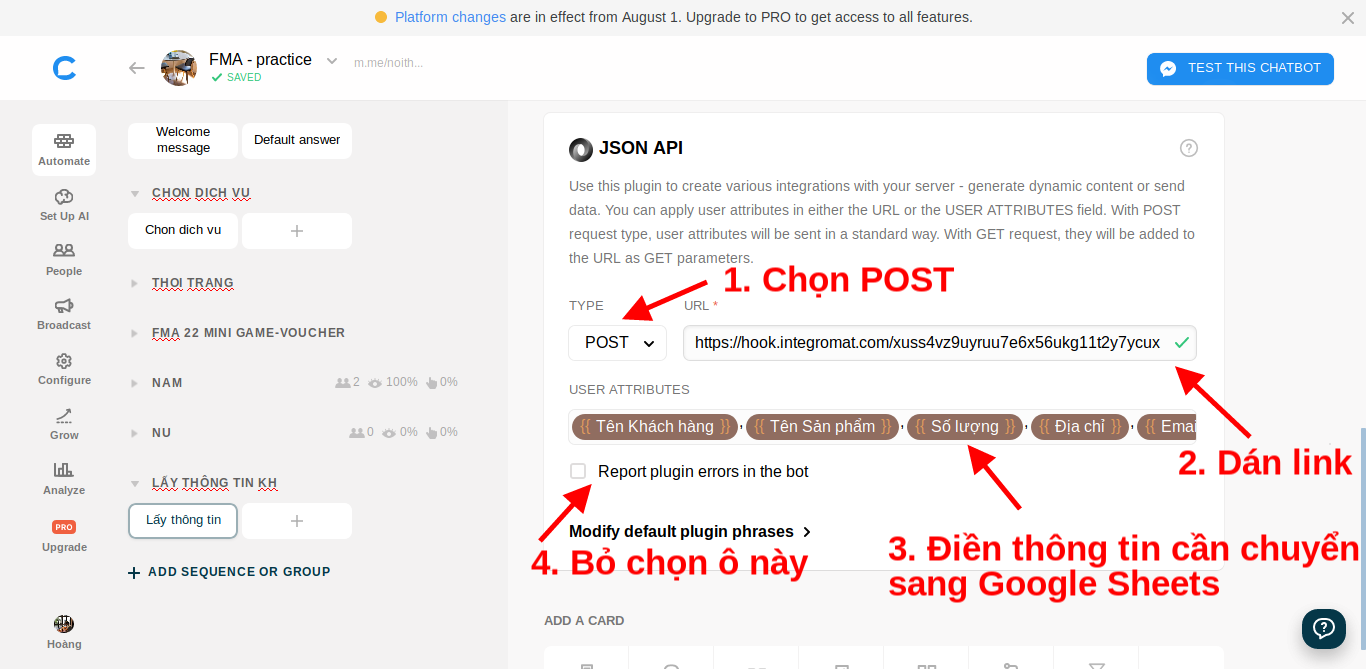 Platform changes are in effect from August 1. Upgrade to PRO to get access to all features.
FMA - practice
m.me/noith...
SAVED
TEST THIS CHATBOT
Automate
Set Up AI
People
Broadcast
Configure
Grow
Analyze
PRO
Upgrade
Hoàng
Welcome
message
Default answer
CHON DICH VU
Chon dich vu
THOI TRANG
FMA 22 MINI GAME-VOUCHER
NAM 2 100% 0%
NU 0 0% 0%
LẤY THÔNG TIN KH
Lấy thông tin
ADD SEQUENCE OR GROUP
JSON API
Use this plugin to create various integrations with your server - generate dynamic content or send
data. You can apply user attributes in either the URL or the USER ATTRIBUTES field. With POST
request type, user attributes will be sent in a standard way. With GET request, they will be added to
the URL as GET parameters.
1. Chọn POST
TYPE
URL *
POST
https://hook.integromat.com/xuss4vz9uyruu7e6x56ukg11t2y7ycux
USER ATTRIBUTES
{{ Tên Khách hàng }}, {{ Tên Sản phẩm }}, {{ Số lượng }}, {{ Địa chỉ }}, {{ Emai
2. Dán link
Report plugin errors in the bot
Modify default plugin phrases
3. Điền thông tin cần chuyển
sang Google Sheets
4. Bỏ chọn ô này
ADD A CARD